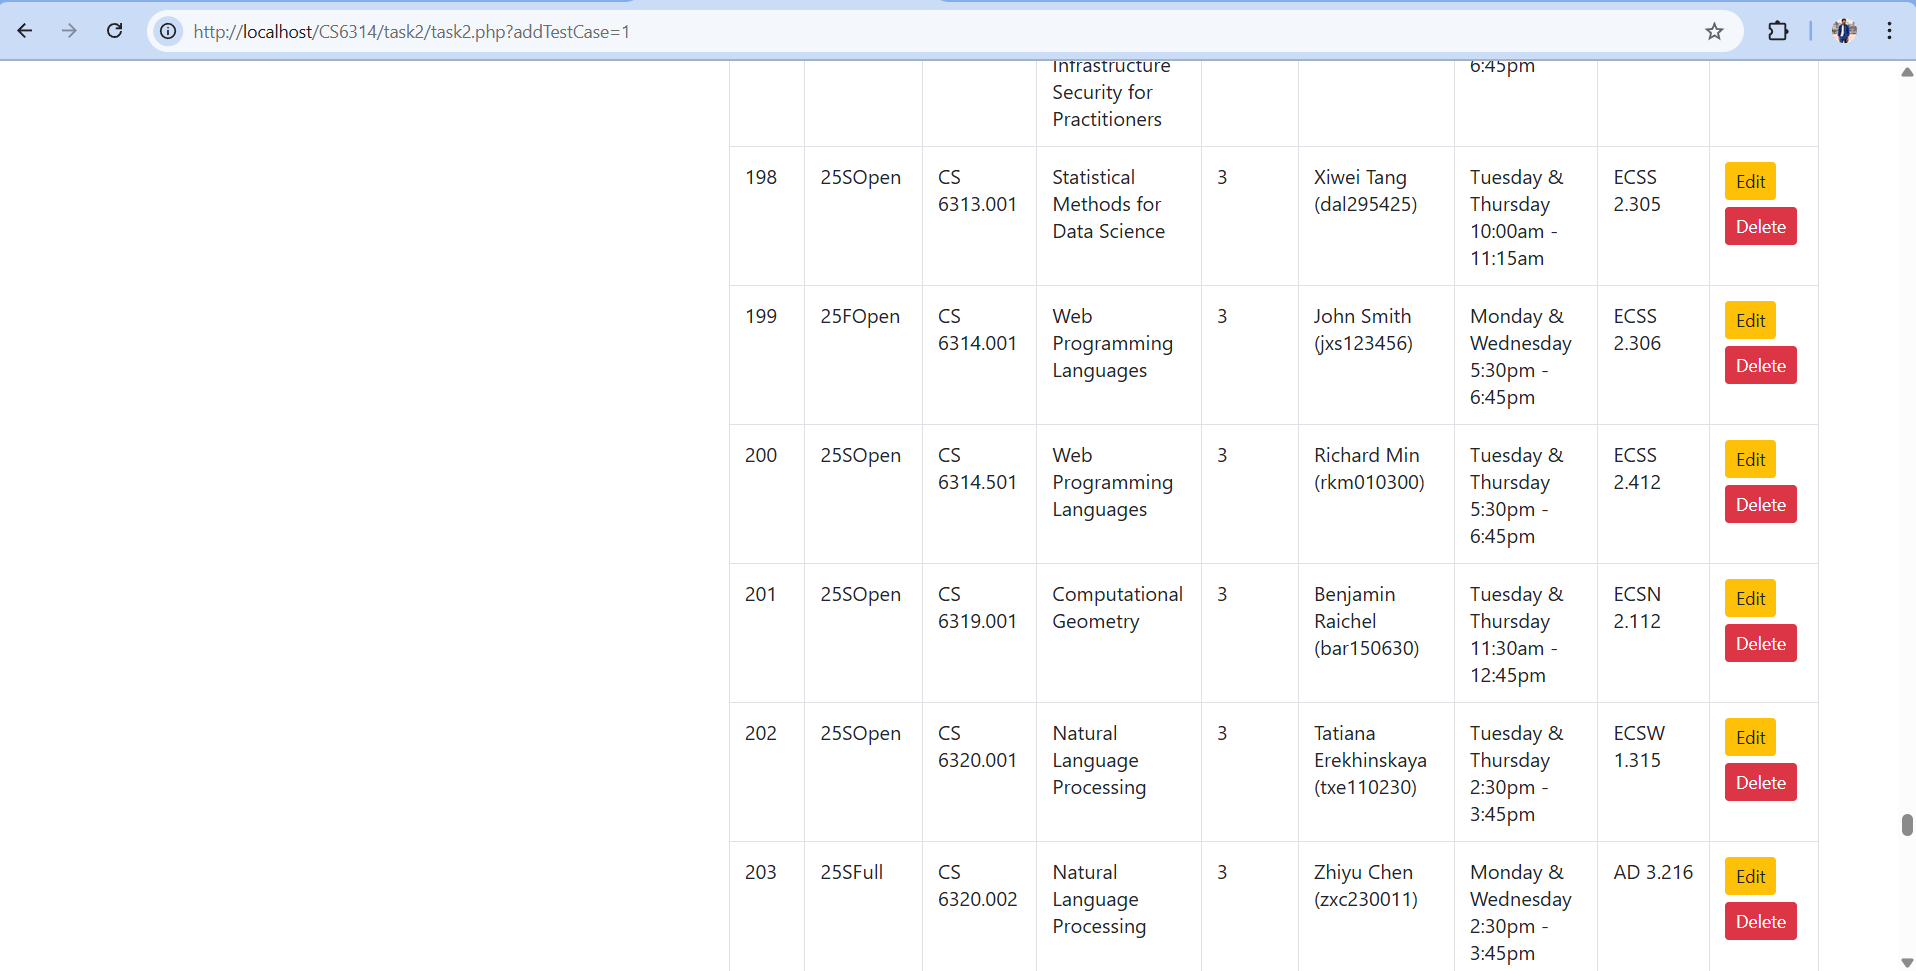 http://localhost/CS6314/task2/task2.php?addTestCase=1
Infrastructure
Security for
Practitioners
6:45pm
198
25SOpen
CS
6313.001
Statistical
Methods for
Data Science
3
Xiwei Tang
(dal295425)
Tuesday &
Thursday
10:00am -
11:15am
ECSS
2.305
Edit
Delete
199
25FOpen
CS
6314.001
Web
Programming
Languages
3
John Smith
(jxs123456)
Monday &
Wednesday
5:30pm -
6:45pm
ECSS
2.306
Edit
Delete
200
25SOpen
CS
6314.501
Web
Programming
Languages
3
Richard Min
(rkm010300)
Tuesday &
Thursday
5:30pm -
6:45pm
ECSS
2.412
Edit
Delete
201
25SOpen
CS
6319.001
Computational
Geometry
3
Benjamin
Raichel
(bar150630)
Tuesday &
Thursday
11:30am -
12:45pm
ECSN
2.112
Edit
Delete
202
25SOpen
CS
6320.001
Natural
Language
Processing
3
Tatiana
Erekhinskaya
(txe110230)
Tuesday &
Thursday
2:30pm -
3:45pm
ECSW
1.315
Edit
Delete
203
25SFull
CS
6320.002
Natural
Language
Processing
3
Zhiyu Chen
(zxc230011)
Monday &
Wednesday
2:30pm -
3:45pm
AD 3.216
Edit
Delete